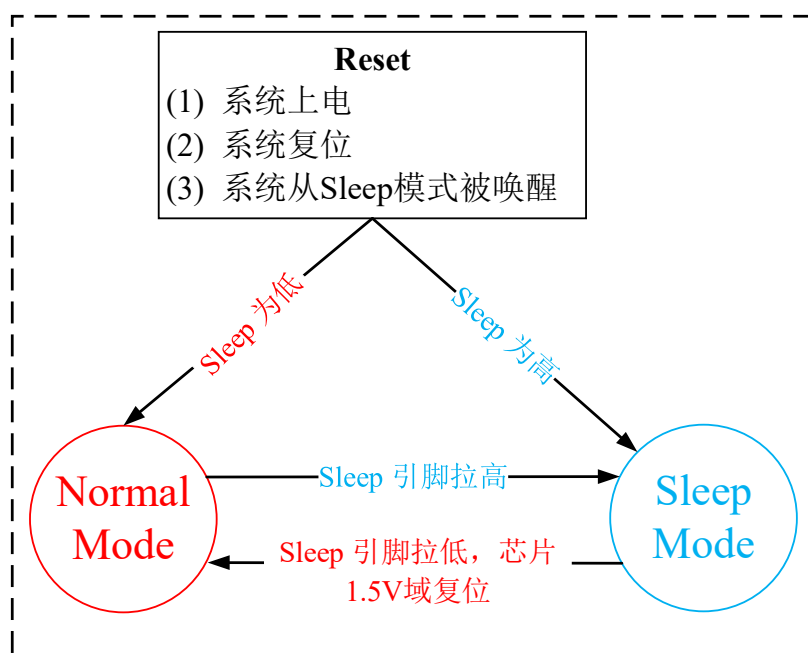 Reset
(1) 系统上电
(2) 系统复位
(3) 系统从Sleep模式被唤醒
Sleep 为低
Sleep 为高
Normal
Mode
Sleep 引脚拉高
Sleep
Mode
Sleep 引脚拉低，芯片
1.5V域复位